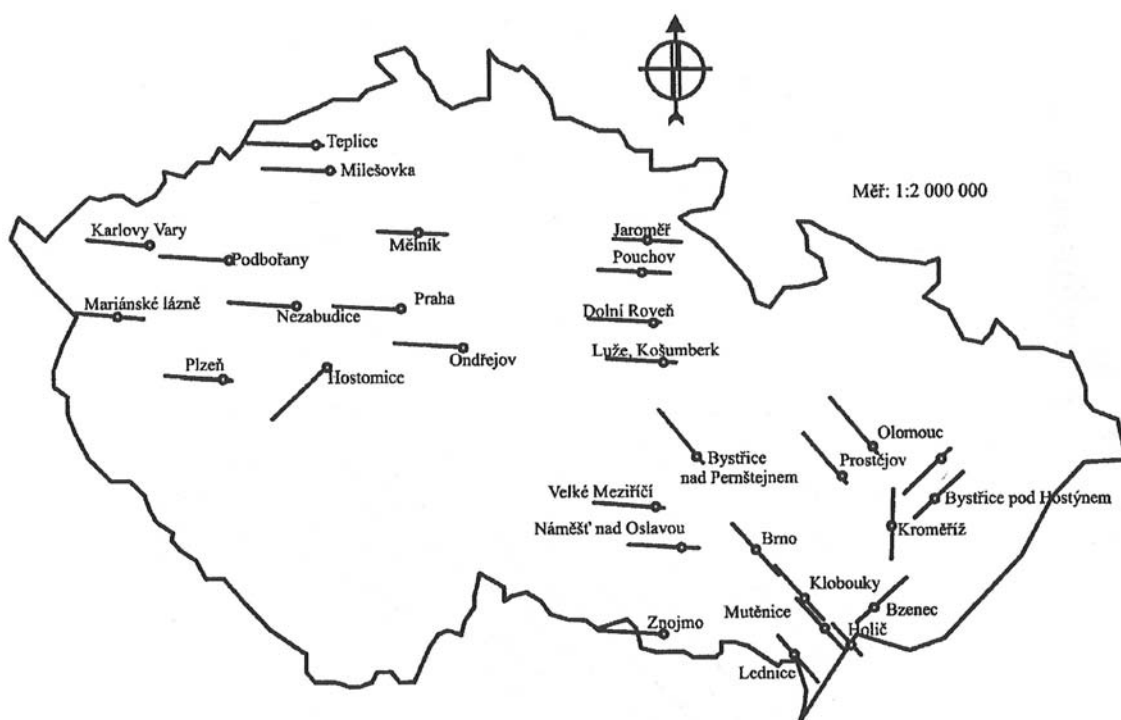 Teplice
Milešovka
Měř: 1:2 000 000
Karlovy Vary
Mělník
Jaroměř
Podbořany
Pouchov
Mariánské lázně
Nezabudice
Praha
Dolní Roveň
Ondřejov
Luže, Košumberk
Plzeň
Hostomice
Olomouc
Bystřice
nad Pernštejnem
Prostějov
Velké Meziříčí
Bystřice pod Hostýnem
Náměšť nad Oslavou
Brno
Kroměříž
Klobouky
Mutěnice
Bzenec
Znojmo
Holič
Lednice